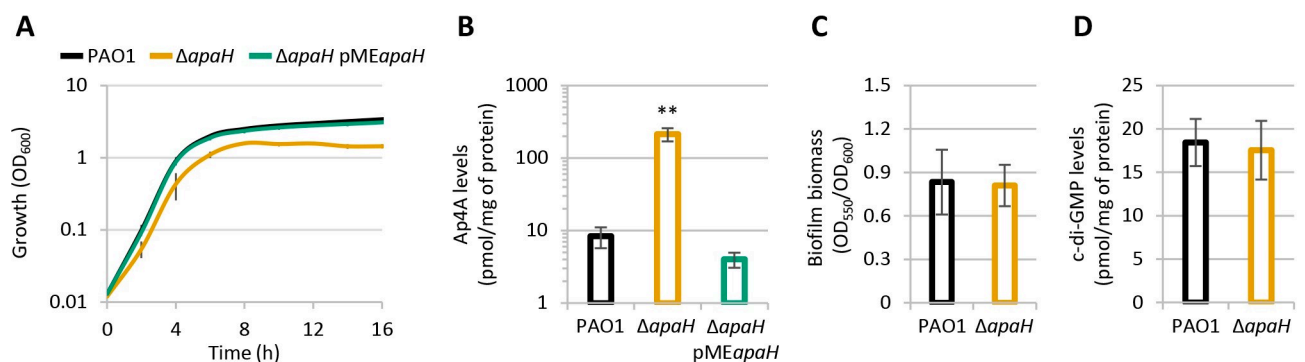 A
PAO1 ΔapaH ΔapaH pMEapaH
10
1
0.1
0.01
Growth (OD600)
0 4 8 12 16
Time (h)
B
1000
100
10
1
Ap4A levels
(pmol/mg of protein)
**
PAO1 ΔapaH ΔapaH
pMEapaH
C
1.5
1.2
0.9
0.6
0.3
0
Biofilm biomass
(OD550/OD600)
PAO1 ΔapaH
D
25
20
15
10
5
0
c-di-GMP levels
(pmol/mg of protein)
PAO1 ΔapaH